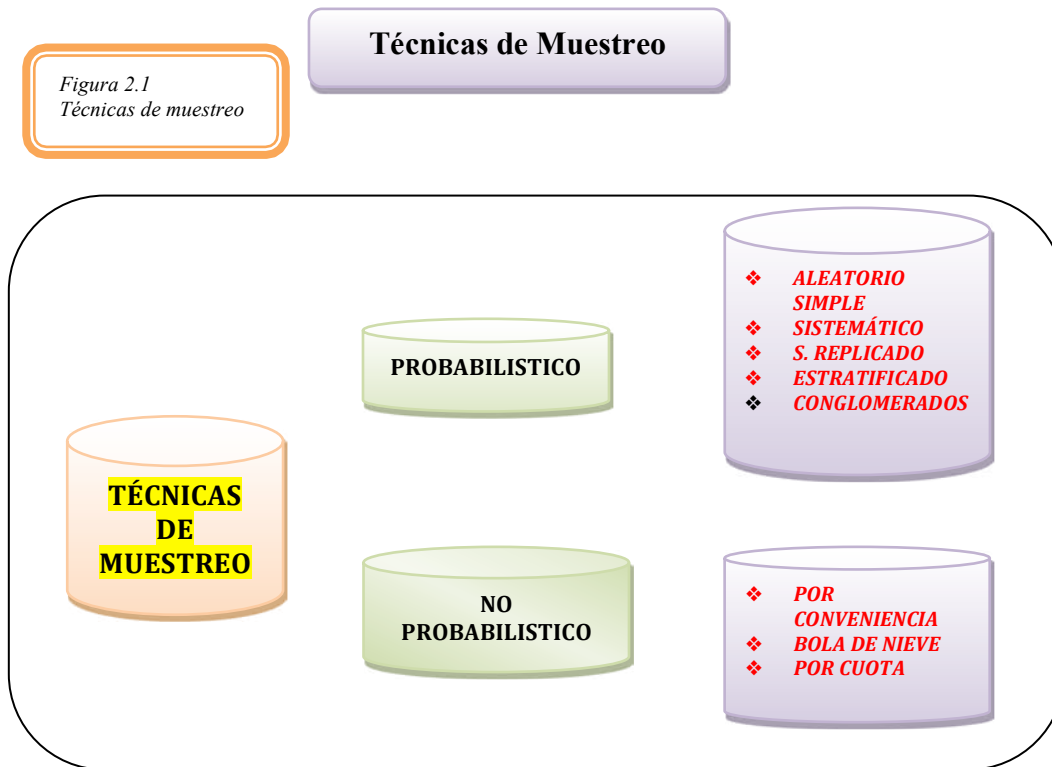 Técnicas de Muestreo
Figura 2.1
Técnicas de muestreo
TÉCNICAS
DE
MUESTREO
PROBABILISTICO
❖ ALEATORIO
SIMPLE
❖ SISTEMÁTICO
❖ S. REPLICADO
❖ ESTRATIFICADO
❖ CONGLOMERADOS
NO
PROBABILISTICO
❖ POR
CONVENIENCIA
❖ BOLA DE NIEVE
❖ POR CUOTA